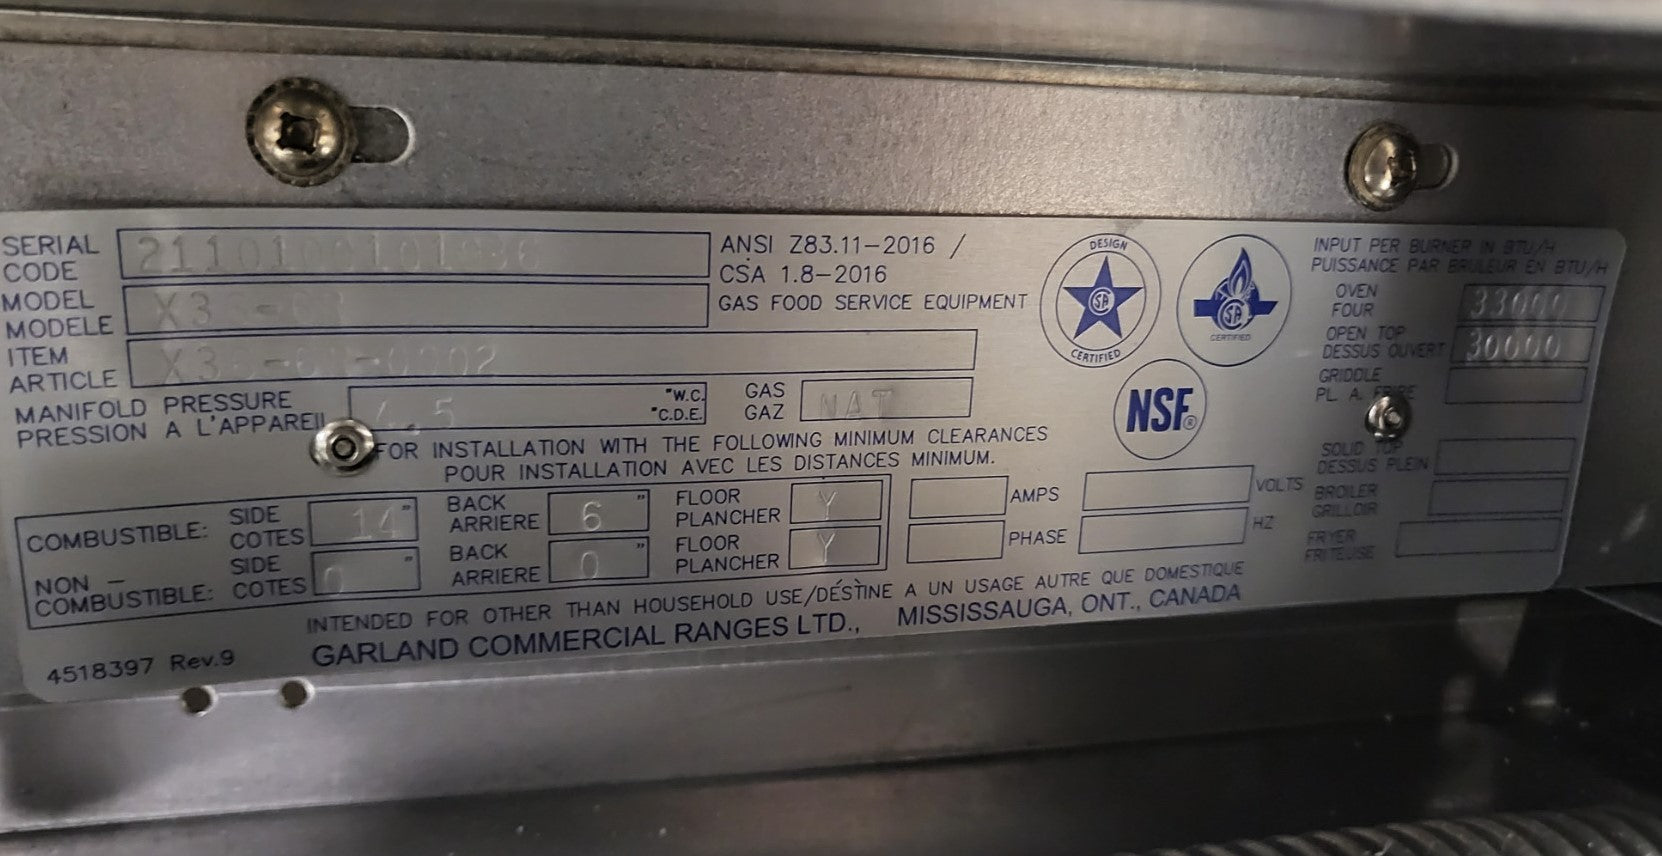 SERIAL
CODE
ANSI Z83.11-2016 /
CSA 1.8-2016
GAS FOOD SERVICE EQUIPMENT
MODEL
MODELE
ITEM
ARTICLE
MANIFOLD PRESSURE
PRESSION A L'APPAREIL
"W.C.
"C.D.E.
GAS
GAZ
NAT
DESIGN
CERTIFIED
CERTIFIED
NSF®
FOR INSTALLATION WITH THE FOLLOWING MINIMUM CLEARANCES
POUR INSTALLATION AVEC LES DISTANCES MINIMUM.
COMBUSTIBLE: SIDE COTES 14" BACK ARRIERE 6" FLOOR PLANCHER Y
NON - COMBUSTIBLE: SIDE COTES 0" BACK ARRIERE 0" FLOOR PLANCHER Y
AMPS VOLTS
PHASE HZ
INPUT PER BURNER IN BTU/H
PUISSANCE PAR BRULEUR EN BTU/H
OVEN
FOUR 33000
OPEN TOP
DESSUS OUVERT 30000
GRIDDLE
PL. A. FRIRE
SOLID TOP
DESSUS PLEIN
BROILER
GRILLOIR
FRYER
FRITEUSE
INTENDED FOR OTHER THAN HOUSEHOLD USE/DÉSTINE A UN USAGE AUTRE QUE DOMESTIQUE
GARLAND COMMERCIAL RANGES LTD., MISSISSAUGA, ONT., CANADA
4518397 Rev.9